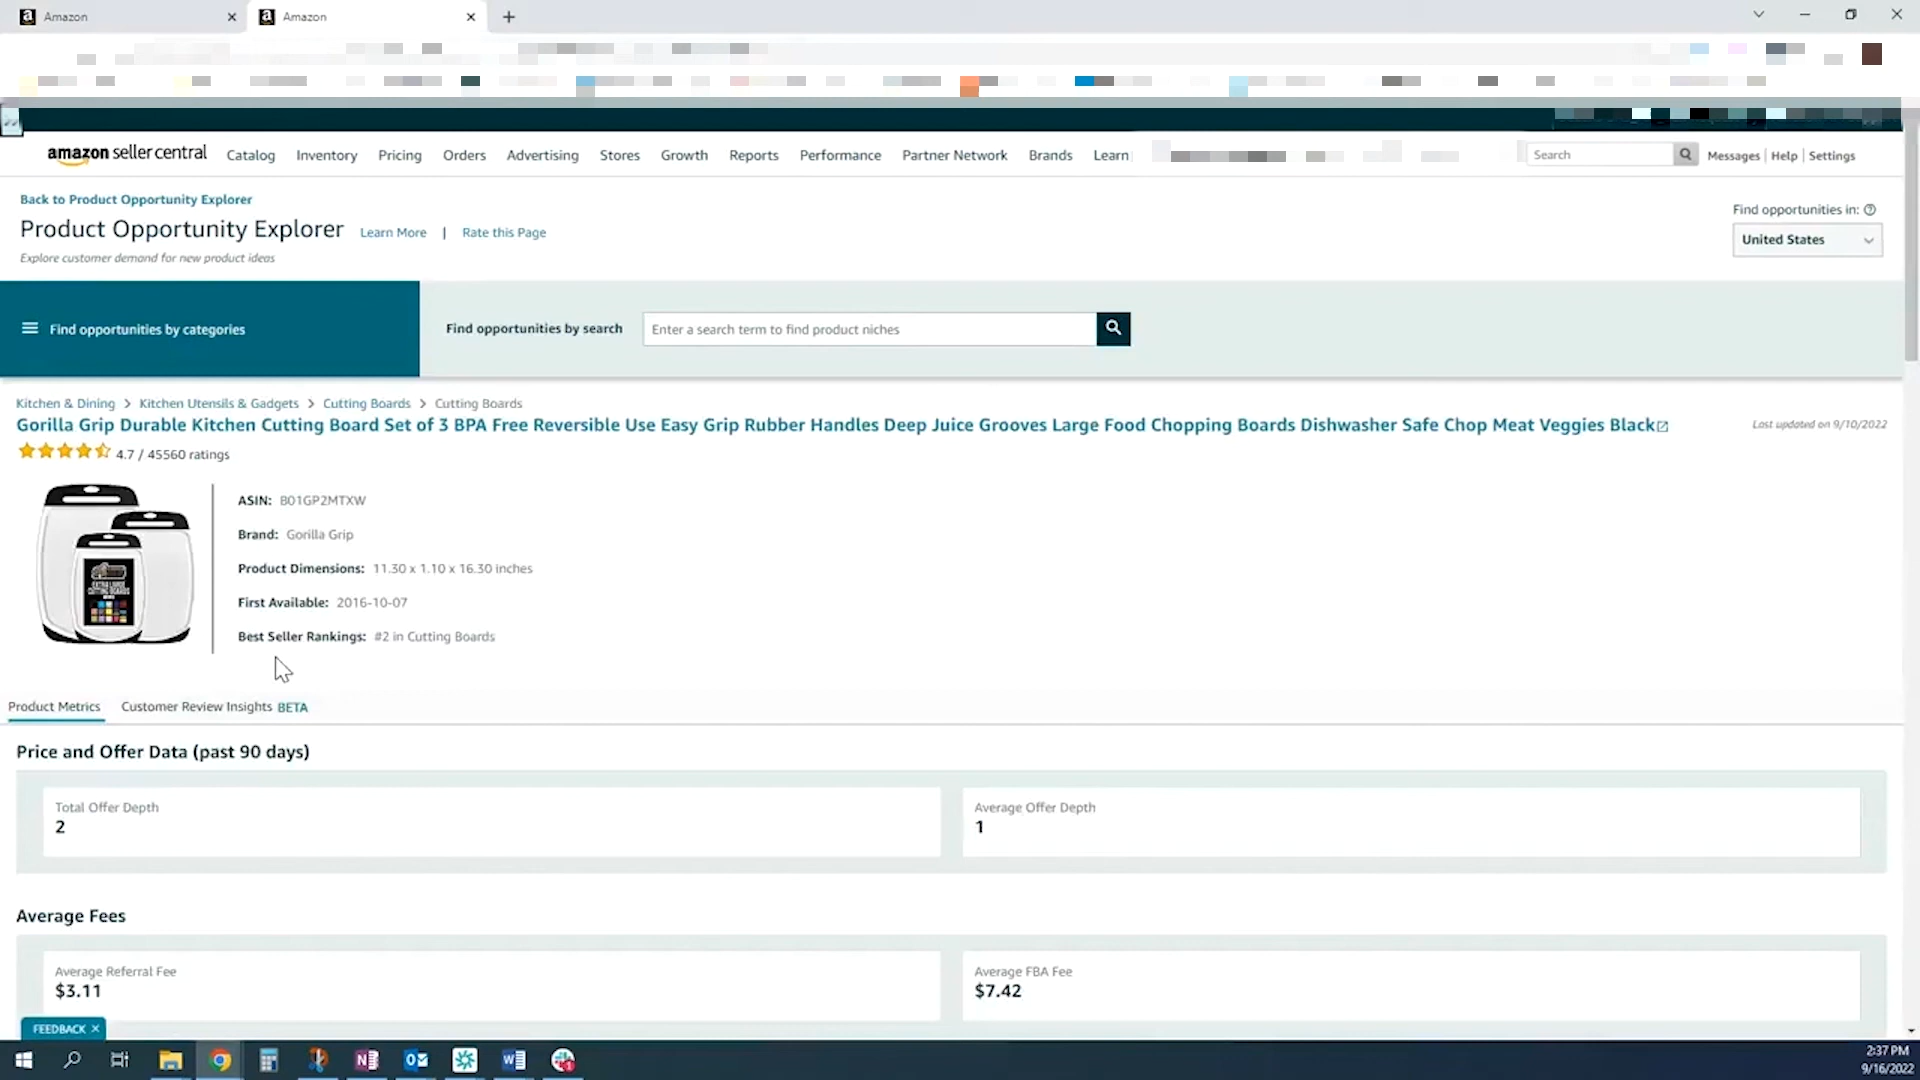 Amazon
Amazon
amazon seller central Catalog Inventory Pricing Orders Advertising Stores Growth Reports Performance Partner Network Brands Learn Search Messages | Help | Settings
Back to Product Opportunity Explorer
Product Opportunity Explorer Learn More | Rate this Page
Explore customer demand for new product ideas
Find opportunities in:
United States
Find opportunities by categories
Find opportunities by search Enter a search term to find product niches
Kitchen & Dining > Kitchen Utensils & Gadgets > Cutting Boards > Cutting Boards
Gorilla Grip Durable Kitchen Cutting Board Set of 3 BPA Free Reversible Use Easy Grip Rubber Handles Deep Juice Grooves Large Food Chopping Boards Dishwasher Safe Chop Meat Veggies Black
Last updated on 9/10/2022
4.7 / 45560 ratings
ASIN: B01GP2MTXW
Brand: Gorilla Grip
Product Dimensions: 11.30 x 1.10 x 16.30 inches
First Available: 2016-10-07
Best Seller Rankings: #2 in Cutting Boards
Product Metrics Customer Review Insights BETA
Price and Offer Data (past 90 days)
Total Offer Depth
2
Average Offer Depth
1
Average Fees
Average Referral Fee
$3.11
Average FBA Fee
$7.42
FEEDBACK
2:37 PM
9/16/2022